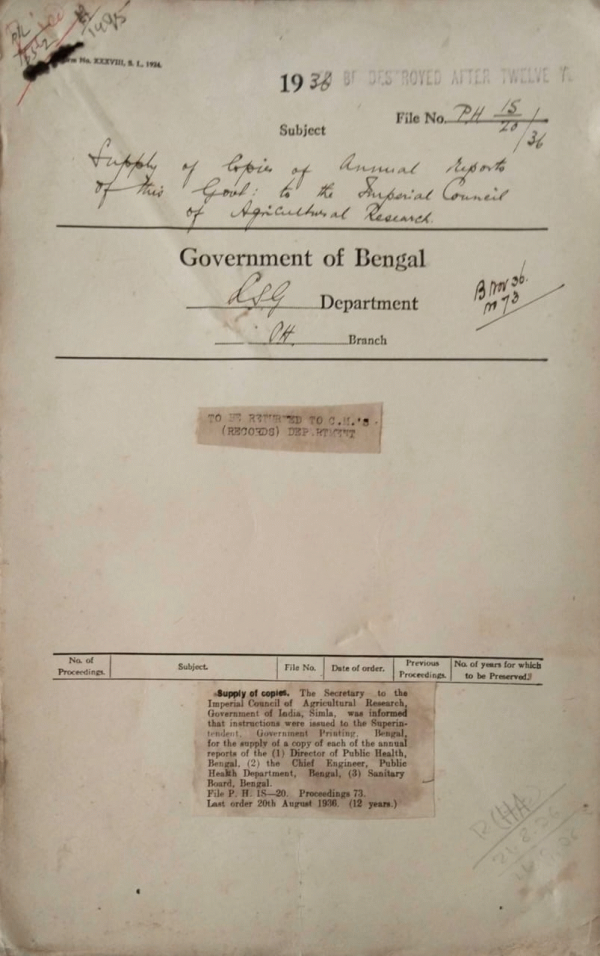 1495
Form No. XXXVIII, S. I., 1936.
1936 BE DESTROYED AFTER TWELVE
File No. PH 1S/20/36
Subject
Supply of Copies of Annual Reports
of this Govt: to the Imperial Council
of Agricultural Research.
Government of Bengal
LSG Department
B Nov 36.
n 73
PH. Branch
TO BE RETURNED TO C.M.'S
(RECORDS) DEPARTMENT
No. of Proceedings. Subject. File No. Date of order. Previous Proceedings. No. of years for which to be Preserved.
Supply of copies. The Secretary to the
Imperial Council of Agricultural Research,
Government of India, Simla, was informed
that instructions were issued to the Superin-
tendent, Government Printing, Bengal,
for the supply of a copy of each of the annual
reports of the (1) Director of Public Health,
Bengal, (2) the Chief Engineer, Public
Health Department, Bengal, (3) Sanitary
Board, Bengal.
File P. H. 1S—20. Proceedings 73.
Last order 20th August 1936. (12 years.)